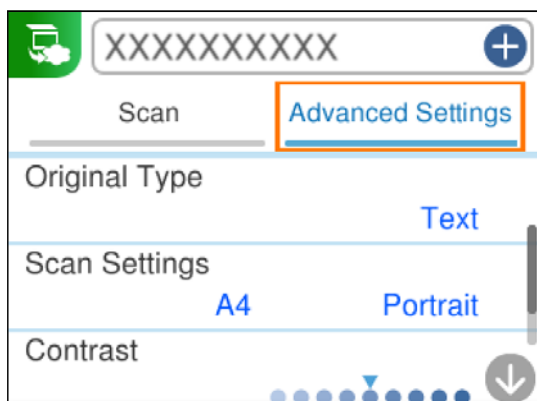 XXXXXXXXXX
Scan Advanced Settings
Original Type
Text
Scan Settings
A4 Portrait
Contrast